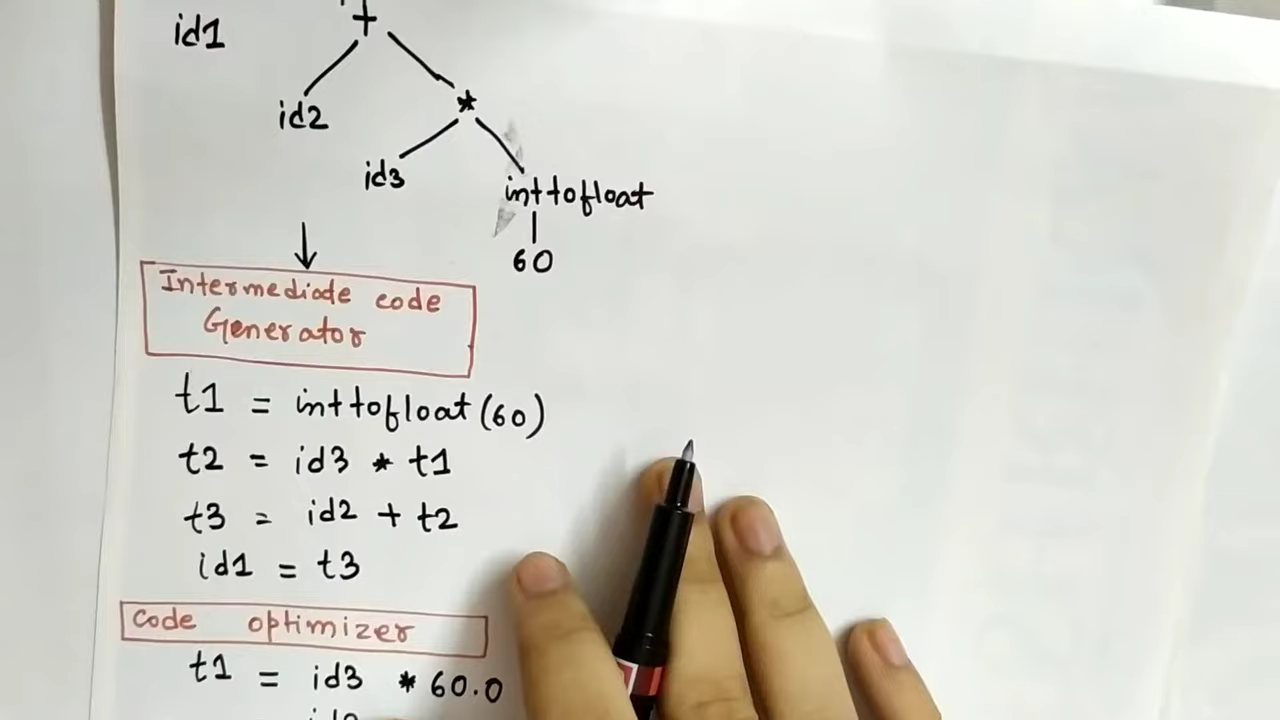 id1 +
id2 *
id3 inttofloat
60
Intermediate code
Generator
t1 = inttofloat(60)
t2 = id3 * t1
t3 = id2 + t2
id1 = t3
Code optimizer
t1 = id3 * 60.0